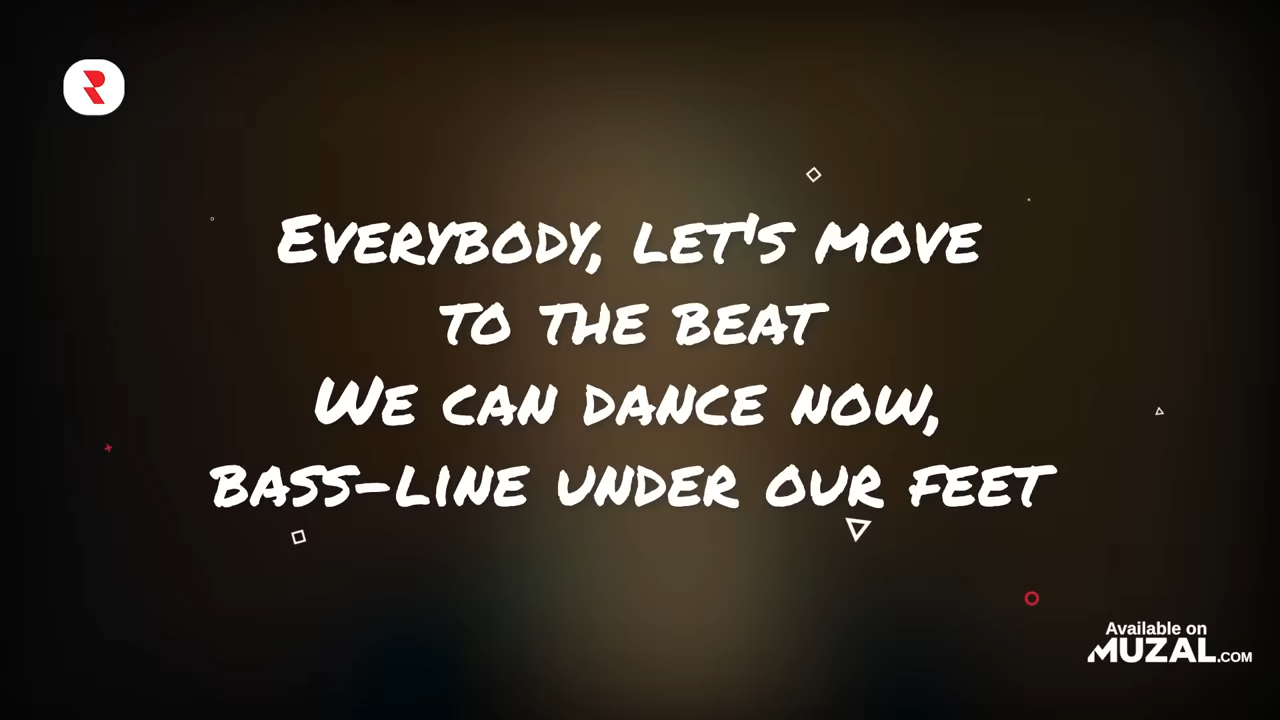 Everybody, let's move
to the beat
We can dance now,
bass-line under our feet
Available on
MUZAL.COM